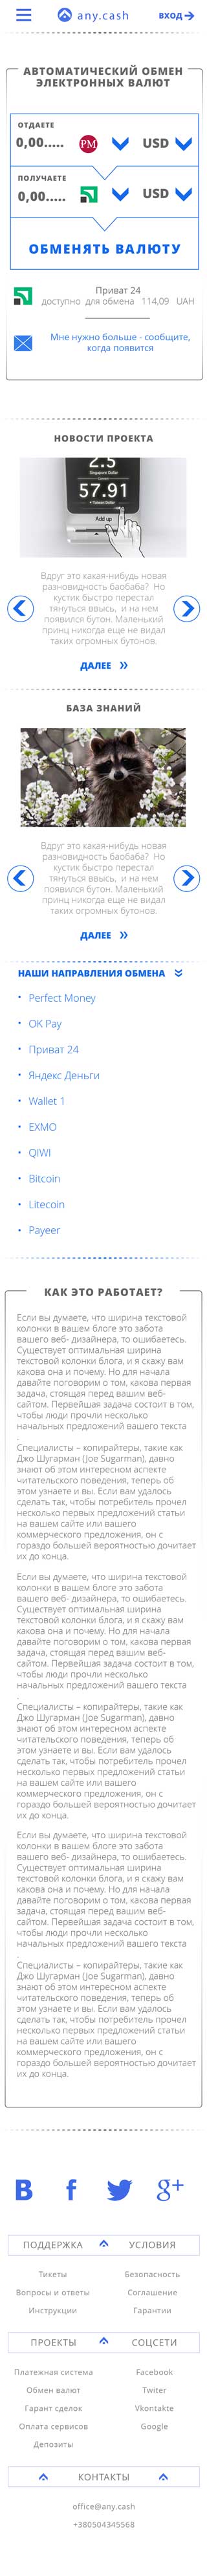 any.cash
ВХОД
АВТОМАТИЧЕСКИЙ ОБМЕН
ЭЛЕКТРОННЫХ ВАЛЮТ
ОТДАЕТЕ
0,00..... PM USD
ПОЛУЧАЕТЕ
0,00..... USD
ОБМЕНЯТЬ ВАЛЮТУ
Приват 24
доступно для обмена 114,09 UAH
Мне нужно больше - сообщите,
когда появится
НОВОСТИ ПРОЕКТА
2.5
Singapore Dollar
57.91
Taiwan Dollar
Add up
Вдруг это какая-нибудь новая
разновидность баобаба? Но
кустик быстро перестал
тянуться ввысь, и на нем
появился бутон. Маленький
принц никогда еще не видал
таких огромных бутонов.
ДАЛЕЕ »
БАЗА ЗНАНИЙ
Вдруг это какая-нибудь новая
разновидность баобаба? Но
кустик быстро перестал
тянуться ввысь, и на нем
появился бутон. Маленький
принц никогда еще не видал
таких огромных бутонов.
ДАЛЕЕ »
НАШИ НАПРАВЛЕНИЯ ОБМЕНА
• Perfect Money
• OK Pay
• Приват 24
• Яндекс Деньги
• Wallet 1
• EXMO
• QIWI
• Bitcoin
• Litecoin
• Payeer
КАК ЭТО РАБОТАЕТ?
Если вы думаете, что ширина текстовой
колонки в вашем блоге это забота
вашего веб- дизайнера, то ошибаетесь.
Существует оптимальная ширина
текстовой колонки блога, и я скажу вам
какова она и почему. Но для начала
давайте поговорим о том, какова первая
задача, стоящая перед вашим веб-
сайтом. Первейшая задача состоит в том,
чтобы люди прочли несколько
начальных предложений вашего текста
.
Специалисты – копирайтеры, такие как
Джо Шугарман (Joe Sugarman), давно
знают об этом интересном аспекте
читательского поведения, теперь об
этом узнаете и вы. Если вам удалось
сделать так, чтобы потребитель прочел
несколько первых предложений статьи
на вашем сайте или вашего
коммерческого предложения, он с
гораздо большей вероятностью дочитает
их до конца.
Если вы думаете, что ширина текстовой
колонки в вашем блоге это забота
вашего веб- дизайнера, то ошибаетесь.
Существует оптимальная ширина
текстовой колонки блога, и я скажу вам
какова она и почему. Но для начала
давайте поговорим о том, какова первая
задача, стоящая перед вашим веб-
сайтом. Первейшая задача состоит в том,
чтобы люди прочли несколько
начальных предложений вашего текста
.
Специалисты – копирайтеры, такие как
Джо Шугарман (Joe Sugarman), давно
знают об этом интересном аспекте
читательского поведения, теперь об
этом узнаете и вы. Если вам удалось
сделать так, чтобы потребитель прочел
несколько первых предложений статьи
на вашем сайте или вашего
коммерческого предложения, он с
гораздо большей вероятностью дочитает
их до конца.
Если вы думаете, что ширина текстовой
колонки в вашем блоге это забота
вашего веб- дизайнера, то ошибаетесь.
Существует оптимальная ширина
текстовой колонки блога, и я скажу вам
какова она и почему. Но для начала
давайте поговорим о том, какова первая
задача, стоящая перед вашим веб-
сайтом. Первейшая задача состоит в том,
чтобы люди прочли несколько
начальных предложений вашего текста
.
Специалисты – копирайтеры, такие как
Джо Шугарман (Joe Sugarman), давно
знают об этом интересном аспекте
читательского поведения, теперь об
этом узнаете и вы. Если вам удалось
сделать так, чтобы потребитель прочел
несколько первых предложений статьи
на вашем сайте или вашего
коммерческого предложения, он с
гораздо большей вероятностью дочитает
их до конца.
В f g+
ПОДДЕРЖКА УСЛОВИЯ
Тикеты Безопасность
Вопросы и ответы Соглашение
Инструкции Гарантии
ПРОЕКТЫ СОЦСЕТИ
Платежная система Facebook
Обмен валют Twiter
Гарант сделок Vkontakte
Оплата сервисов Google
Депозиты
КОНТАКТЫ
office@any.cash
+380504345568